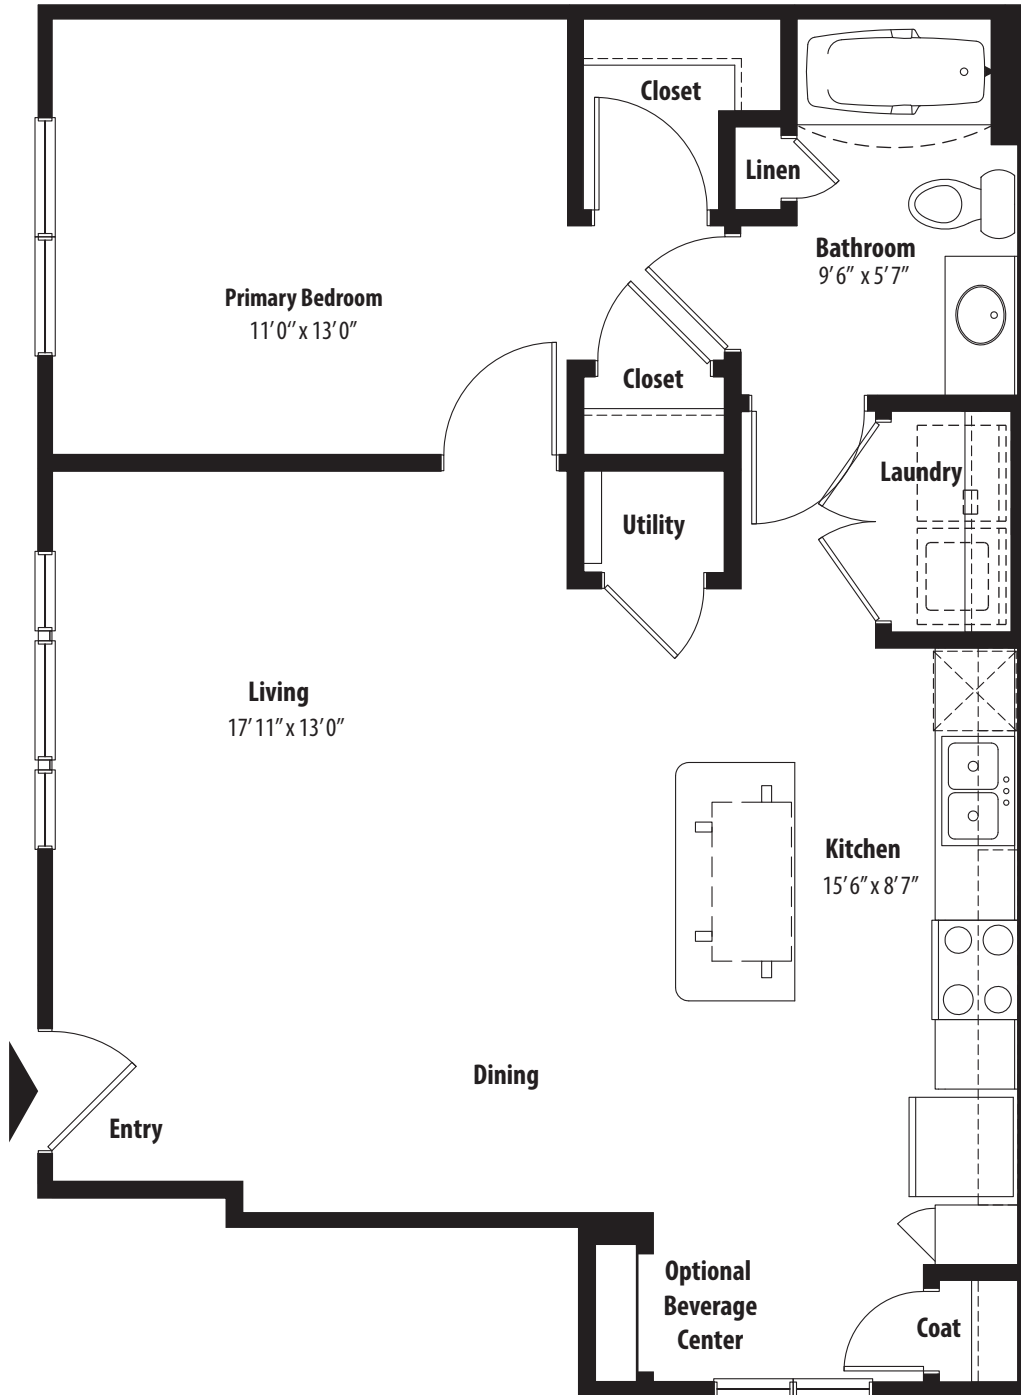 Closet
Linen
Bathroom
9'6" x 5'7"
Primary Bedroom
11'0" x 13'0"
Closet
Laundry
Utility
Living
17'11" x 13'0"
Kitchen
15'6" x 8'7"
Dining
Entry
Optional
Beverage
Center
Coat